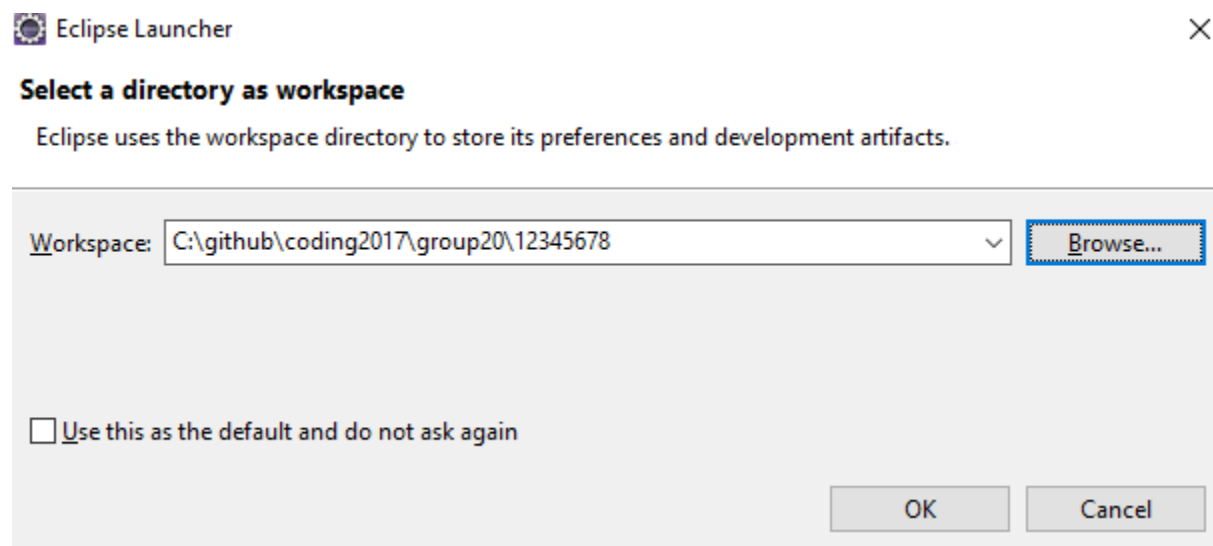 Eclipse Launcher
Select a directory as workspace
Eclipse uses the workspace directory to store its preferences and development artifacts.
Workspace: C:\github\coding2017\group20\12345678 Browse...
Use this as the default and do not ask again
OK Cancel